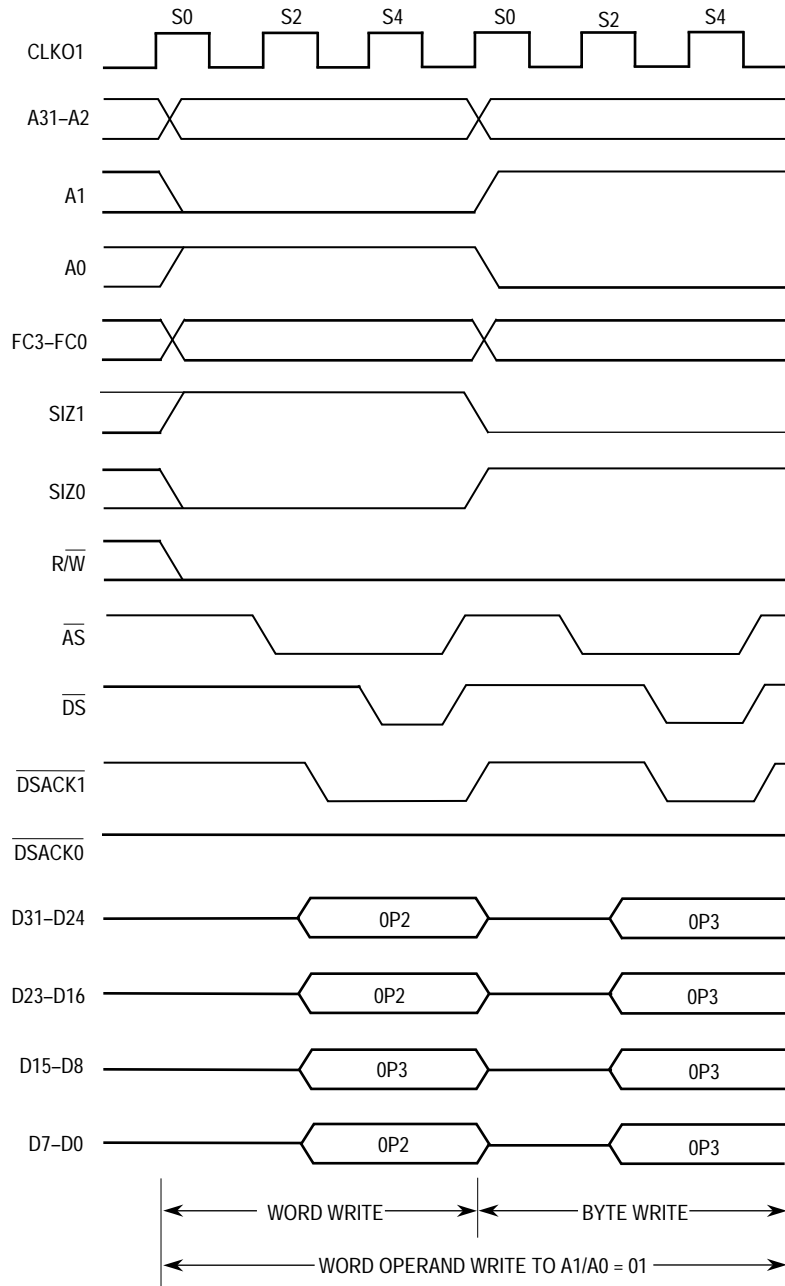 S0 S2 S4 S0 S2 S4
CLKO1
A31–A2
A1
A0
FC3–FC0
SIZ1
SIZ0
R/W
AS
DS
DSACK1
DSACK0
D31–D24 0P2 0P3
D23–D16 0P2 0P3
D15–D8 0P3 0P3
D7–D0 0P2 0P3
WORD WRITE BYTE WRITE
WORD OPERAND WRITE TO A1/A0 = 01